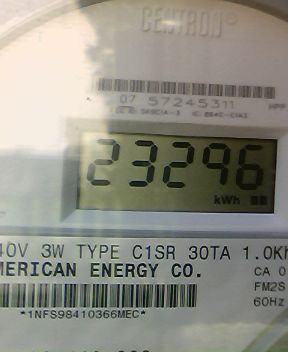 CENTRON®
07 57245311 HPP
23296
kWh
40V 3W TYPE C1SR 30TA 1.0K
MERICAN ENERGY CO. CA 0
FM2S
60Hz
*1NFS98410366MEC*